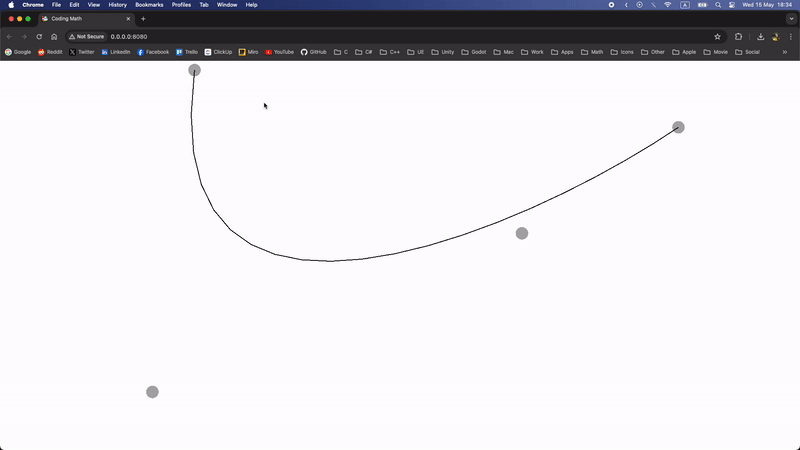 Chrome File Edit View History Bookmarks Profiles Tab Window Help A Wed 15 May 18:34
Coding Math
Not Secure 0.0.0.0:8080
Google Reddit Twitter LinkedIn Facebook Trello ClickUp Miro YouTube GitHub C C# C++ UE Unity Godot Mac Work Apps Math Icons Other Apple Movie Social